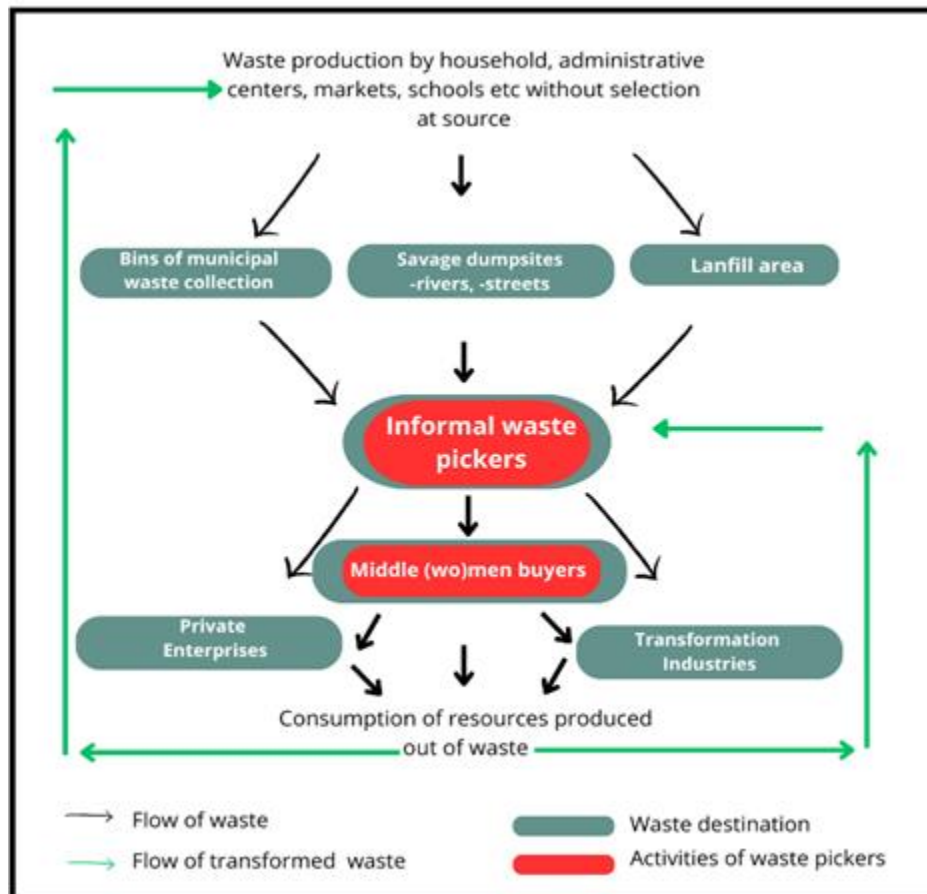 Waste production by household, administrative
centers, markets, schools etc without selection
at source
Bins of municipal
waste collection
Savage dumpsites
-rivers, -streets
Lanfill area
Informal waste
pickers
Middle (wo)men buyers
Private
Enterprises
Transformation
Industries
Consumption of resources produced
out of waste
Flow of waste
Waste destination
Flow of transformed waste
Activities of waste pickers